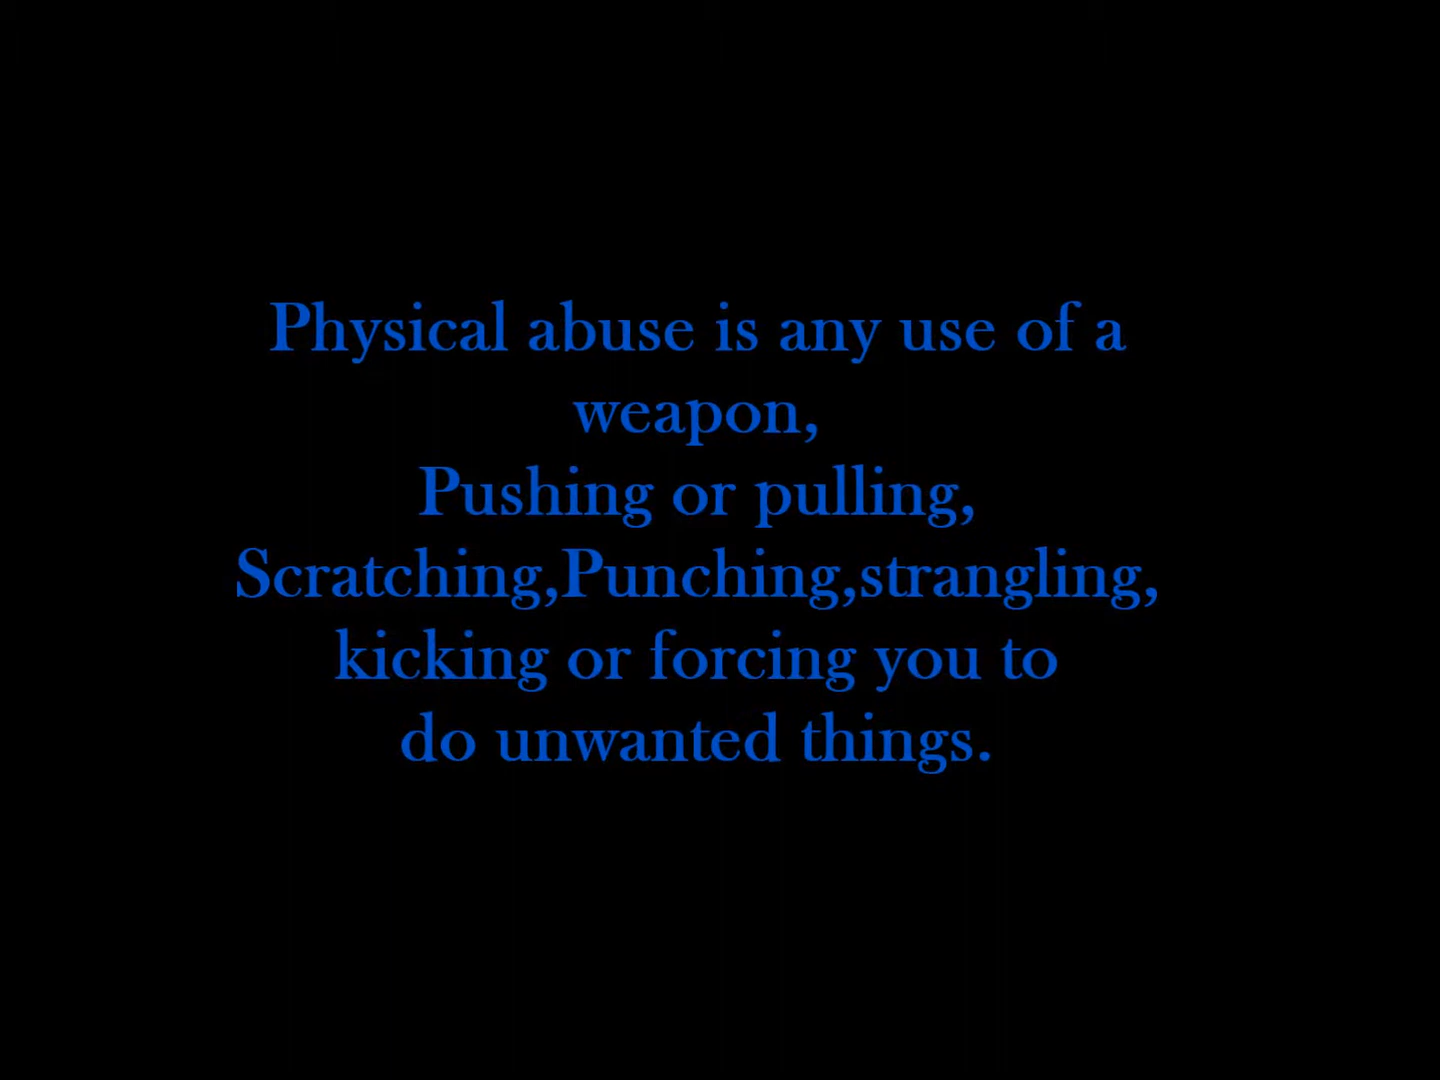 Physical abuse is any use of a
weapon,
Pushing or pulling,
Scratching,Punching,strangling,
kicking or forcing you to
do unwanted things.